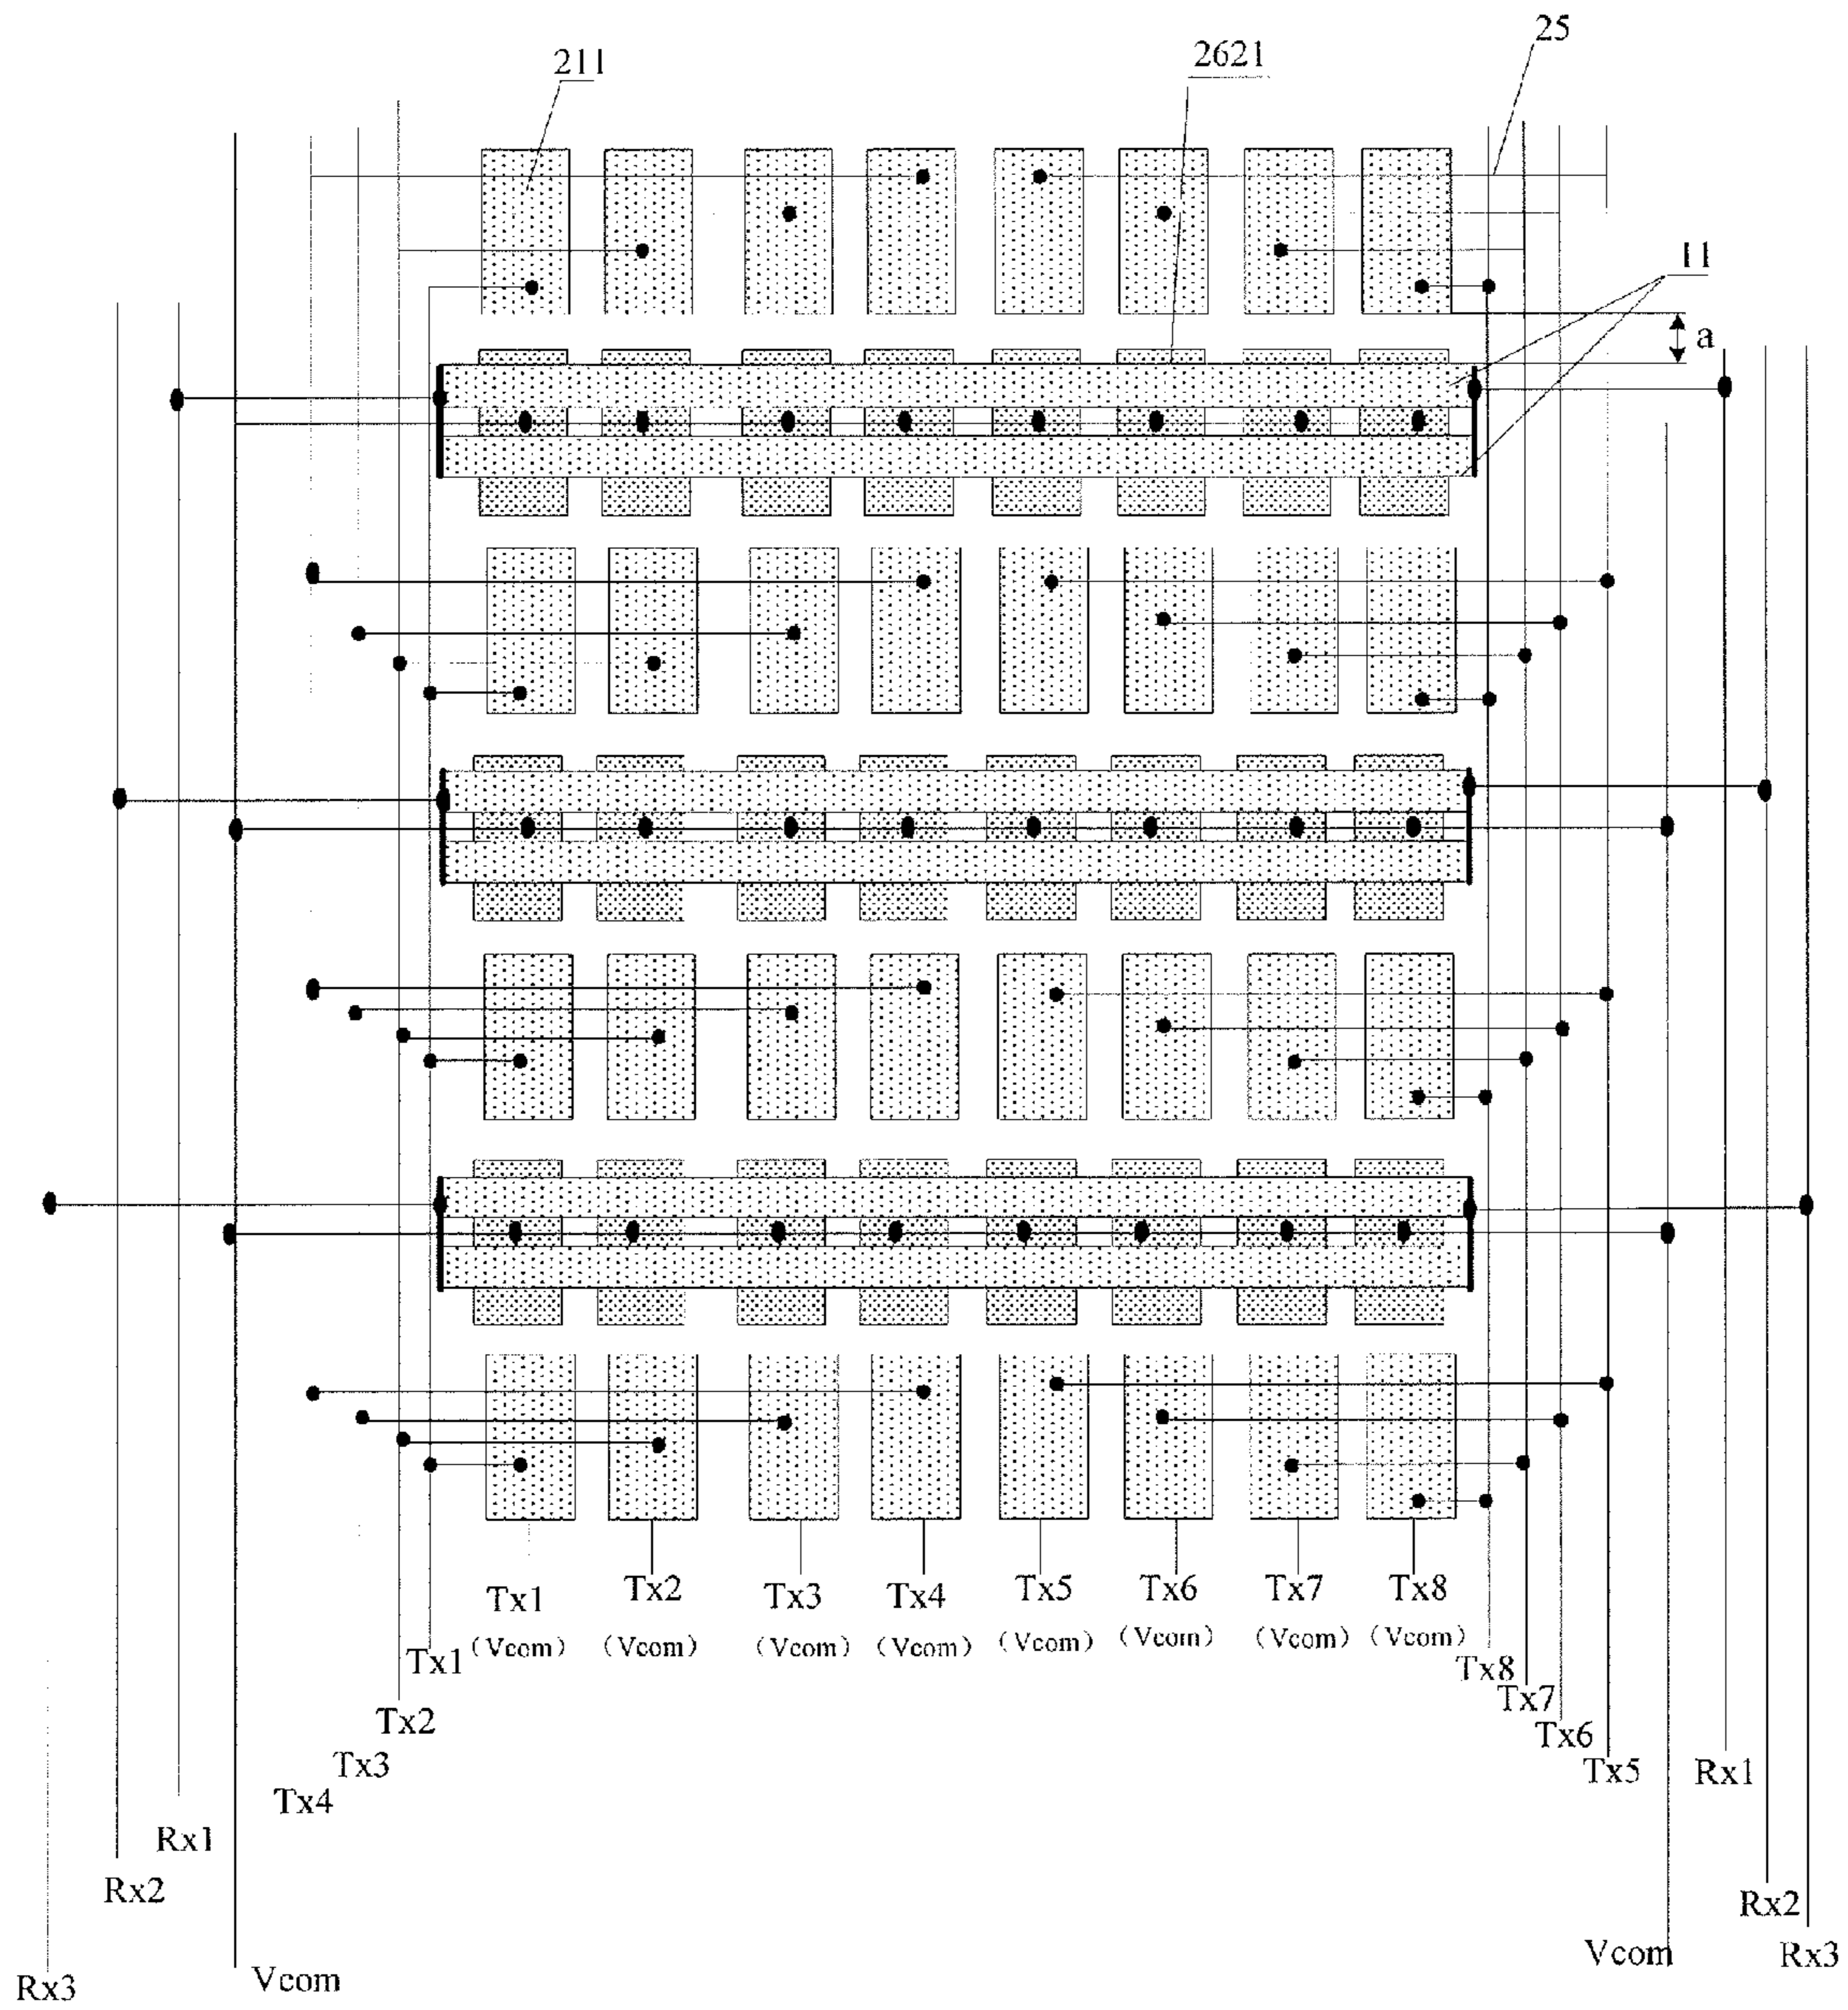 25
211
2621
11
a
Tx1
Tx2
Tx3
Tx4
Tx5
Tx6
Tx7
Tx8
(Vcom)
(Vcom)
(Vcom)
(Vcom)
(Vcom)
(Vcom)
(Vcom)
(Vcom)
Tx1
Tx8
Tx2
Tx7
Tx3
Tx6
Tx4
Tx5
Rx1
Rx1
Rx2
Rx2
Rx3
Vcom
Vcom
Rx3